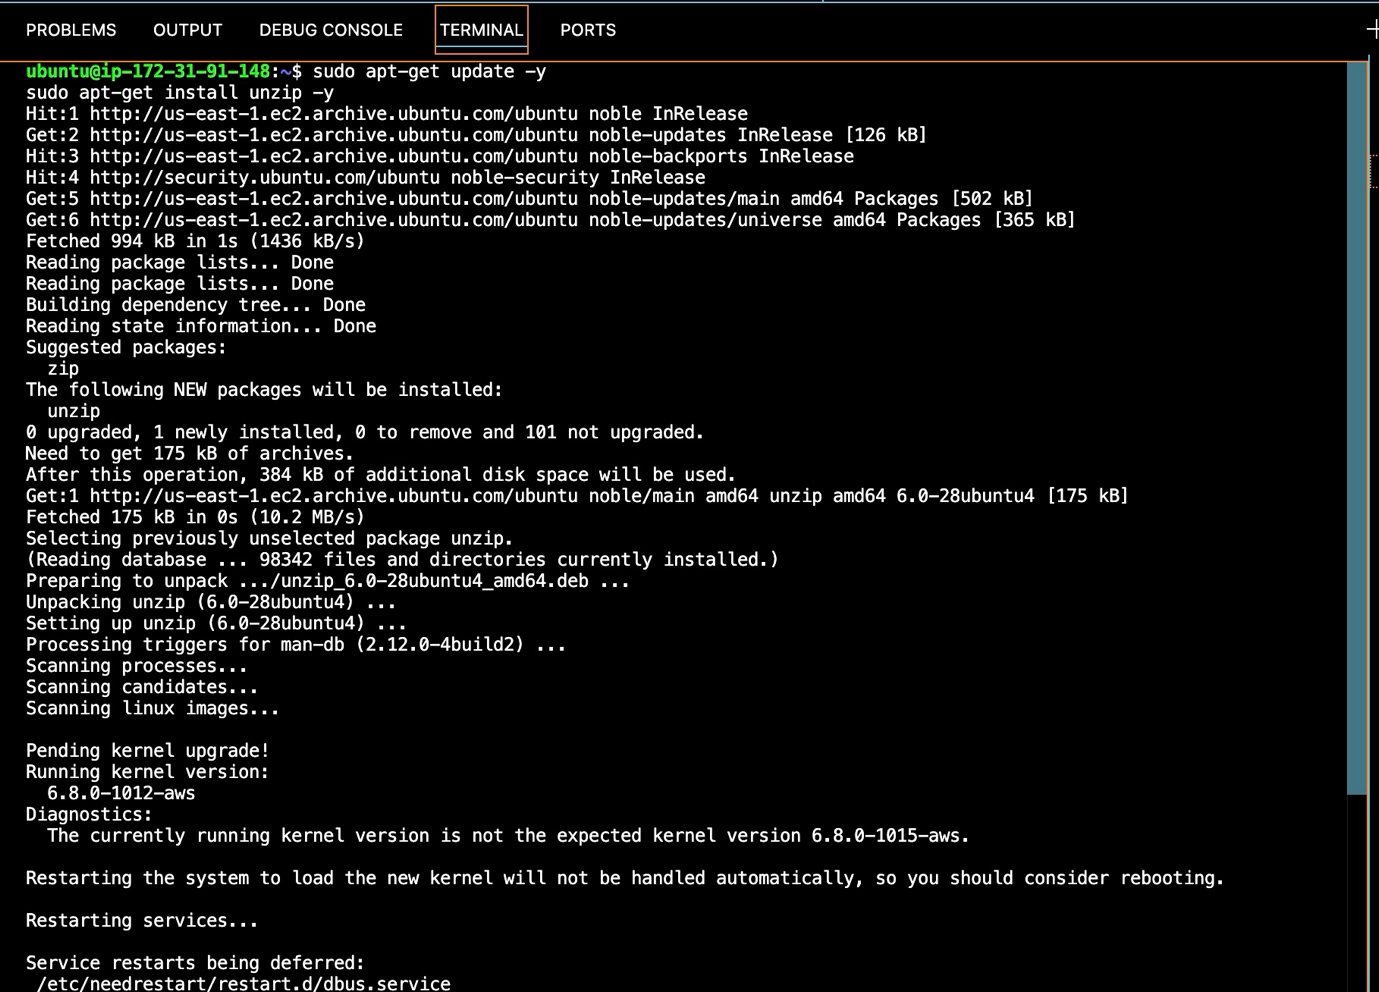 PROBLEMS OUTPUT DEBUG CONSOLE TERMINAL PORTS
ubuntu@ip-172-31-91-148:~$ sudo apt-get update -y
sudo apt-get install unzip -y
Hit:1 http://us-east-1.ec2.archive.ubuntu.com/ubuntu noble InRelease
Get:2 http://us-east-1.ec2.archive.ubuntu.com/ubuntu noble-updates InRelease [126 kB]
Hit:3 http://us-east-1.ec2.archive.ubuntu.com/ubuntu noble-backports InRelease
Hit:4 http://security.ubuntu.com/ubuntu noble-security InRelease
Get:5 http://us-east-1.ec2.archive.ubuntu.com/ubuntu noble-updates/main amd64 Packages [502 kB]
Get:6 http://us-east-1.ec2.archive.ubuntu.com/ubuntu noble-updates/universe amd64 Packages [365 kB]
Fetched 994 kB in 1s (1436 kB/s)
Reading package lists... Done
Reading package lists... Done
Building dependency tree... Done
Reading state information... Done
Suggested packages:
  zip
The following NEW packages will be installed:
  unzip
0 upgraded, 1 newly installed, 0 to remove and 101 not upgraded.
Need to get 175 kB of archives.
After this operation, 384 kB of additional disk space will be used.
Get:1 http://us-east-1.ec2.archive.ubuntu.com/ubuntu noble/main amd64 unzip amd64 6.0-28ubuntu4 [175 kB]
Fetched 175 kB in 0s (10.2 MB/s)
Selecting previously unselected package unzip.
(Reading database ... 98342 files and directories currently installed.)
Preparing to unpack .../unzip_6.0-28ubuntu4_amd64.deb ...
Unpacking unzip (6.0-28ubuntu4) ...
Setting up unzip (6.0-28ubuntu4) ...
Processing triggers for man-db (2.12.0-4build2) ...
Scanning processes...
Scanning candidates...
Scanning linux images...
Pending kernel upgrade!
Running kernel version:
  6.8.0-1012-aws
Diagnostics:
  The currently running kernel version is not the expected kernel version 6.8.0-1015-aws.
Restarting the system to load the new kernel will not be handled automatically, so you should consider rebooting.
Restarting services...
Service restarts being deferred:
 /etc/needrestart/restart.d/dbus.service